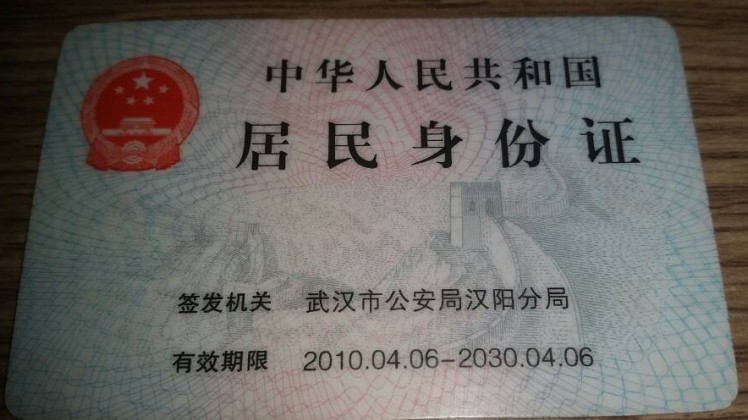 中华人民共和国
居民身份证
签发机关 武汉市公安局汉阳分局
有效期限 2010.04.06-2030.04.06